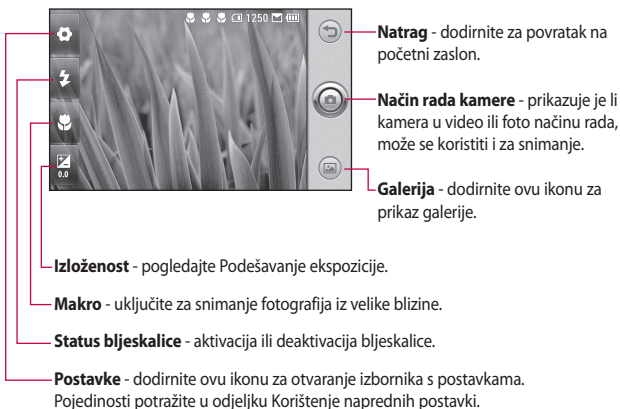 1250
0.0
Natrag - dodirnite za povratak na
početni zaslon.
Način rada kamere - prikazuje je li
kamera u video ili foto načinu rada,
može se koristiti i za snimanje.
Galerija - dodirnite ovu ikonu za
prikaz galerije.
Izloženost - pogledajte Podešavanje ekspozicije.
Makro - uključite za snimanje fotografija iz velike blizine.
Status bljeskalice - aktivacija ili deaktivacija bljeskalice.
Postavke - dodirnite ovu ikonu za otvaranje izbornika s postavkama.
Pojedinosti potražite u odjeljku Korištenje naprednih postavki.